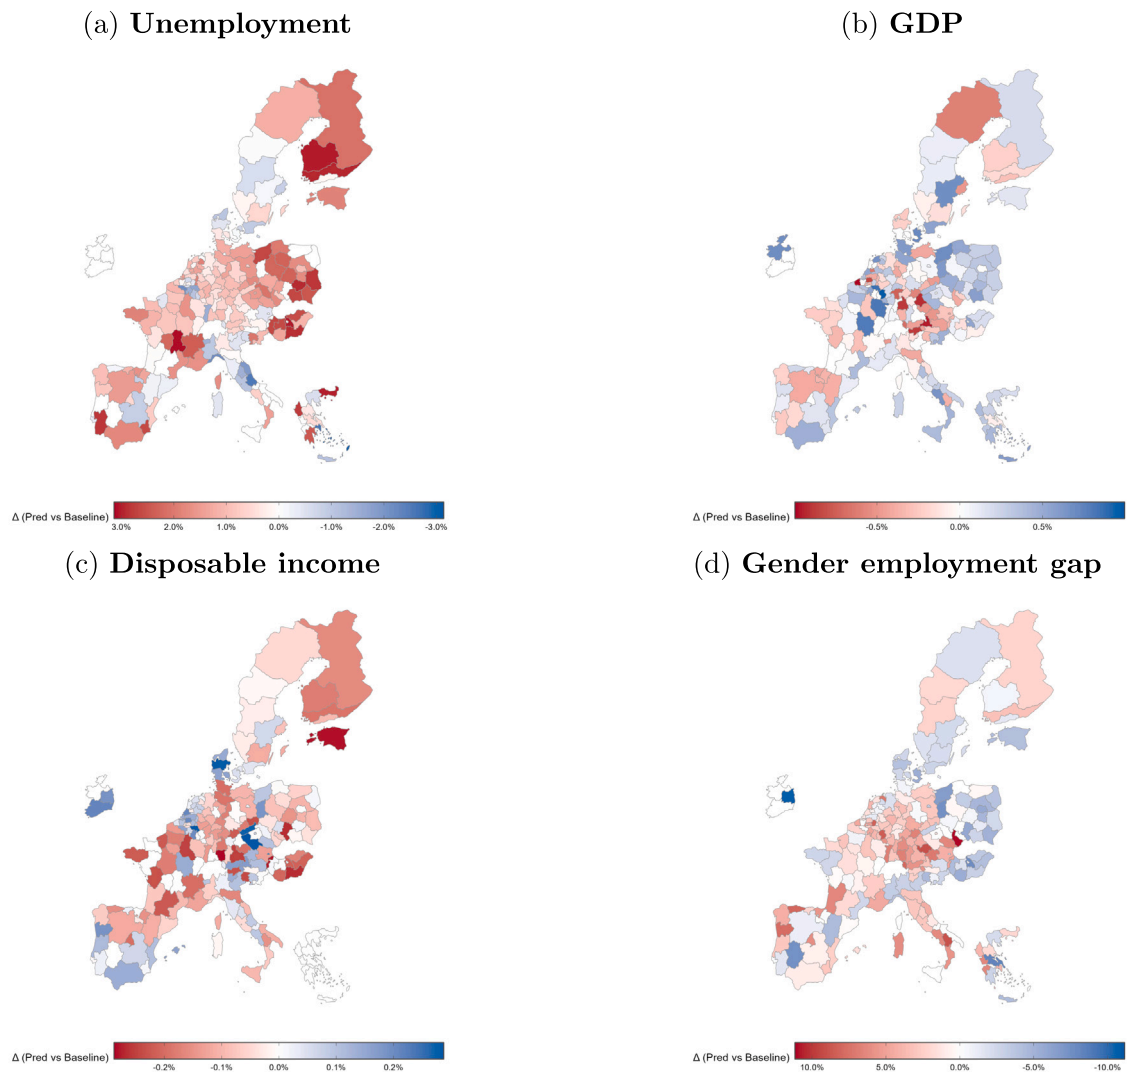 (a) Unemployment
(b) GDP
Δ (Pred vs Baseline)
3.0% 2.0% 1.0% 0.0% -1.0% -2.0% -3.0%
Δ (Pred vs Baseline)
-0.5% 0.0% 0.5%
(c) Disposable income
(d) Gender employment gap
Δ (Pred vs Baseline)
-0.2% -0.1% 0.0% 0.1% 0.2%
Δ (Pred vs Baseline)
10.0% 5.0% 0.0% -5.0% -10.0%